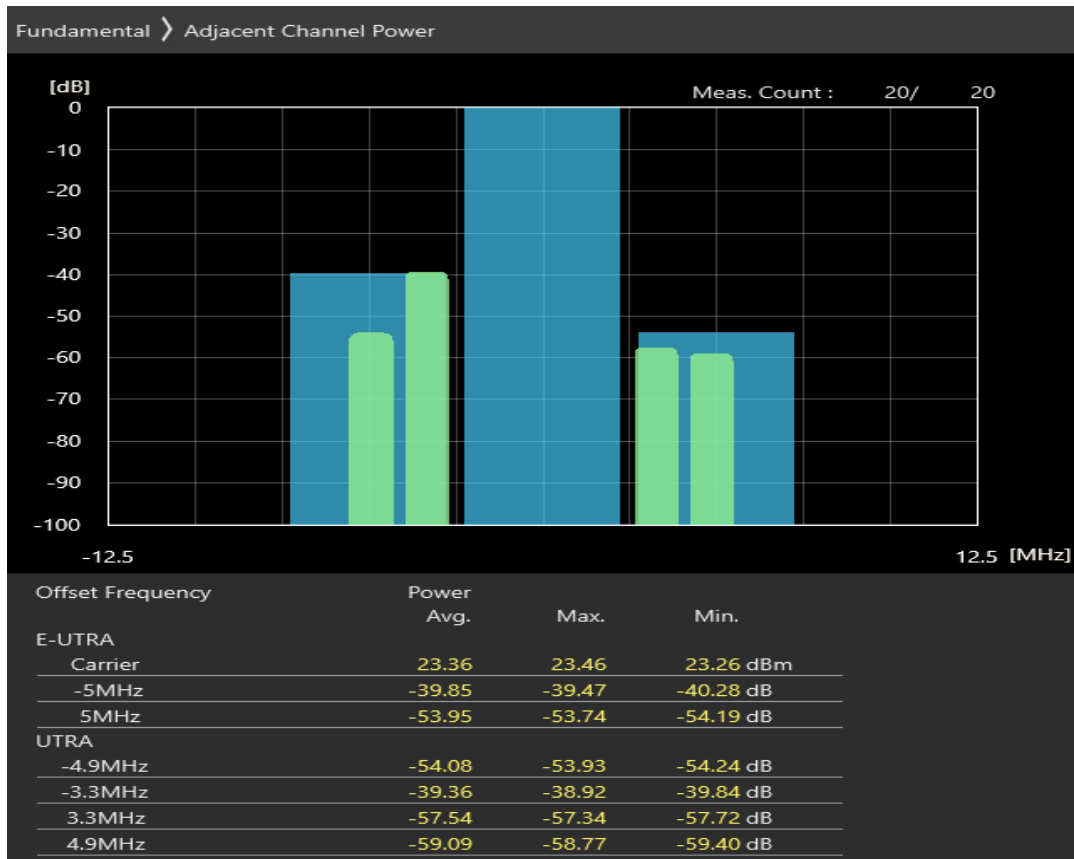 Fundamental ❯ Adjacent Channel Power
[dB]
Meas. Count : 20/ 20
0
-10
-20
-30
-40
-50
-60
-70
-80
-90
-100
-12.5 12.5 [MHz]
Offset Frequency Power
Avg. Max. Min.
E-UTRA
Carrier 23.36 23.46 23.26 dBm
-5MHz -39.85 -39.47 -40.28 dB
5MHz -53.95 -53.74 -54.19 dB
UTRA
-4.9MHz -54.08 -53.93 -54.24 dB
-3.3MHz -39.36 -38.92 -39.84 dB
3.3MHz -57.54 -57.34 -57.72 dB
4.9MHz -59.09 -58.77 -59.40 dB